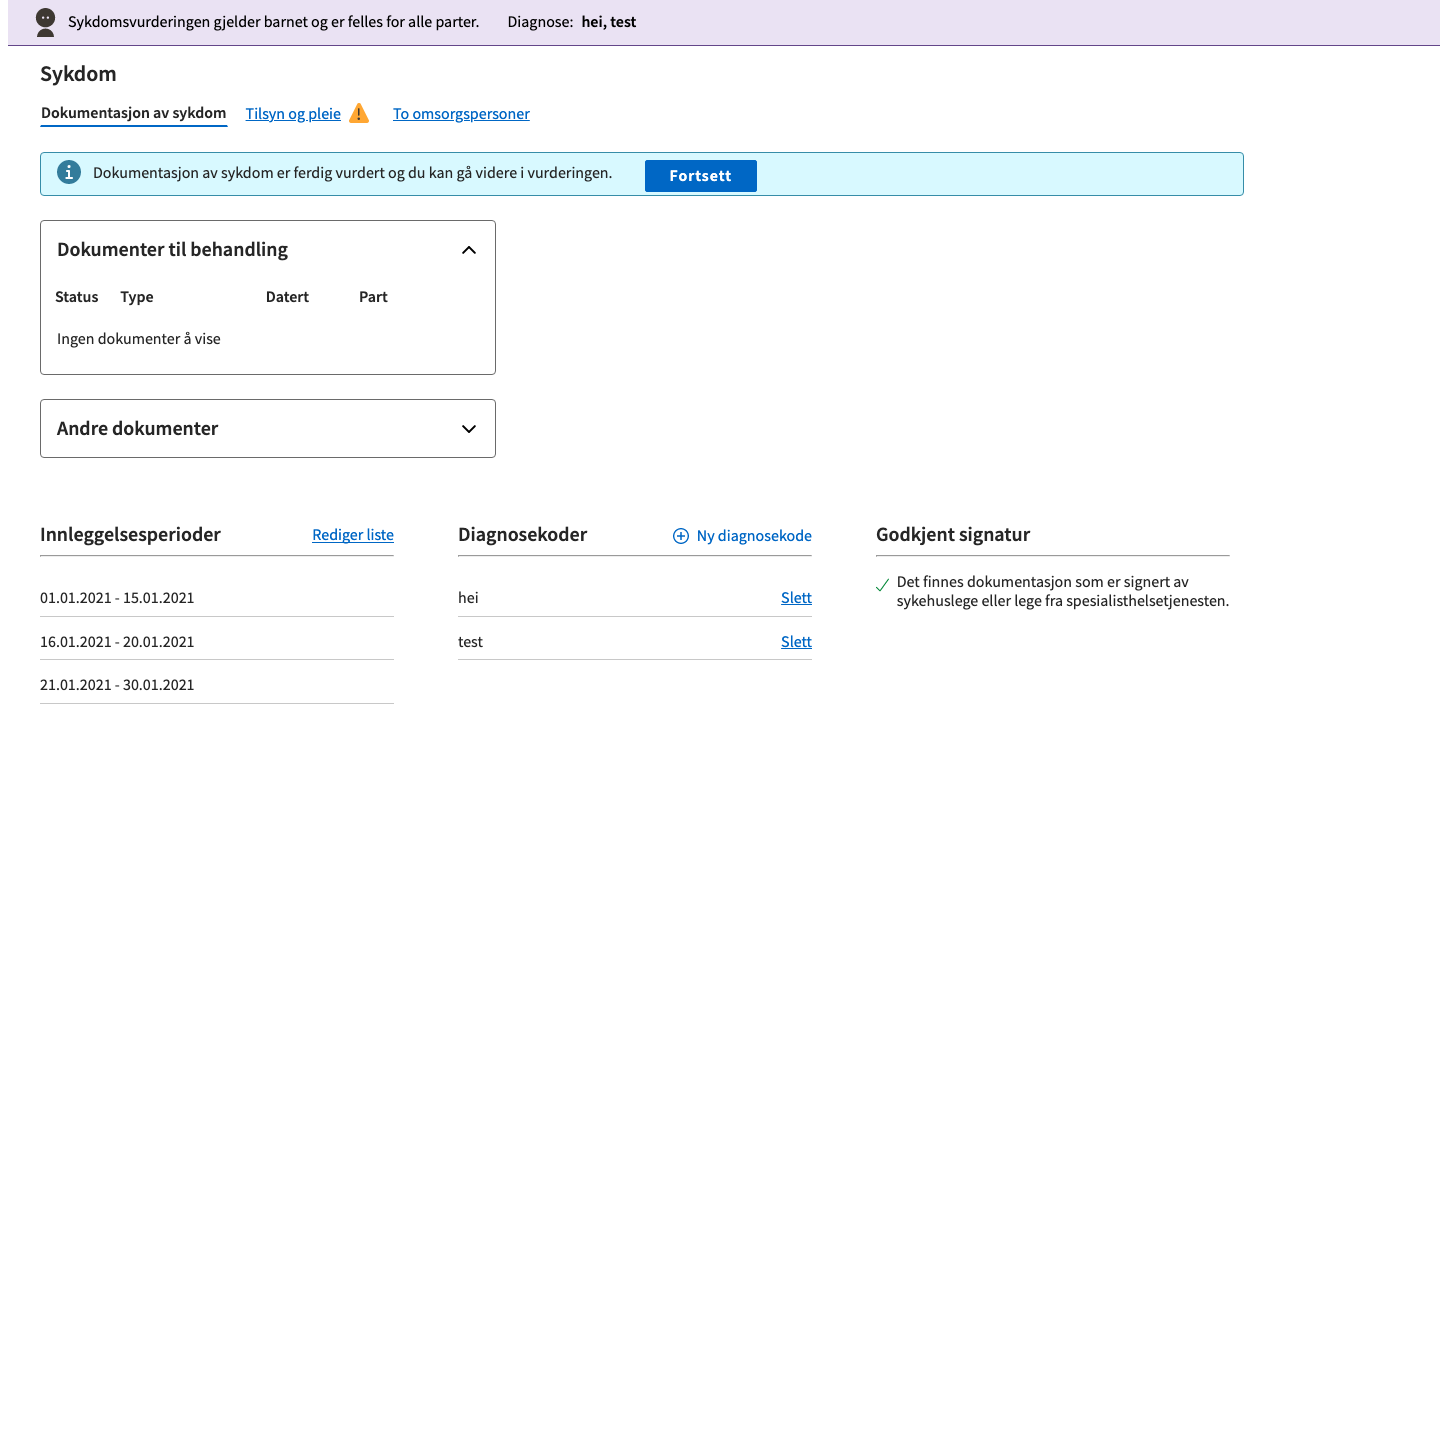 Sykdomsvurderingen gjelder barnet og er felles for alle parter. Diagnose: hei, test
Sykdom
Dokumentasjon av sykdom Tilsyn og pleie To omsorgspersoner
Dokumentasjon av sykdom er ferdig vurdert og du kan gå videre i vurderingen. Fortsett
Dokumenter til behandling
Status Type Datert Part
Ingen dokumenter å vise
Andre dokumenter
Innleggelsesperioder Rediger liste
01.01.2021 - 15.01.2021
16.01.2021 - 20.01.2021
21.01.2021 - 30.01.2021
Diagnosekoder Ny diagnosekode
hei Slett
test Slett
Godkjent signatur
Det finnes dokumentasjon som er signert av
sykehuslege eller lege fra spesialisthelsetjenesten.